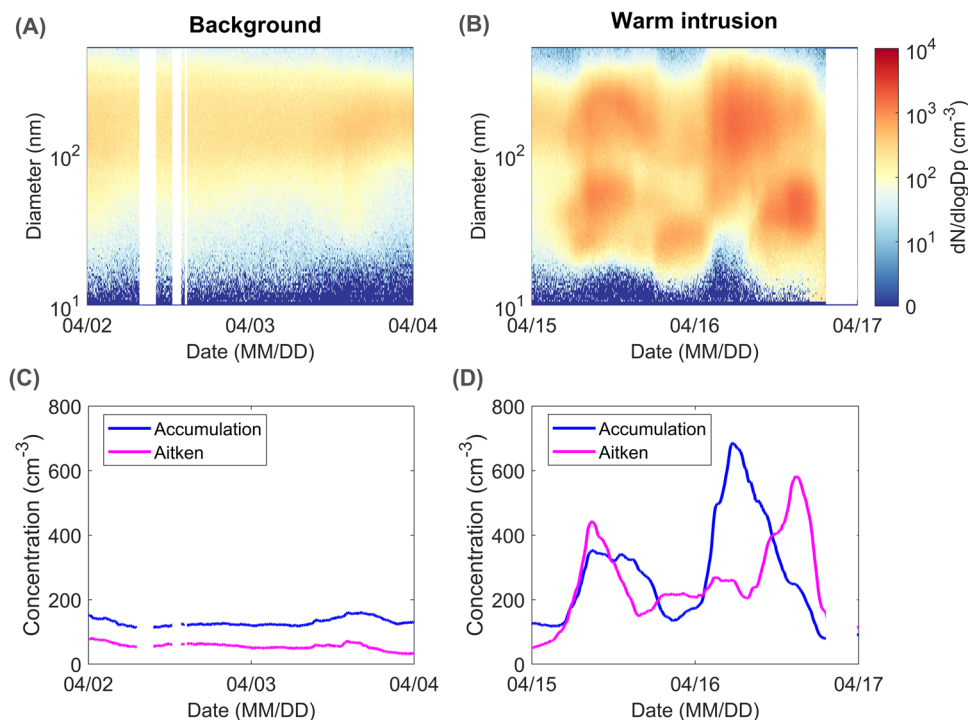 (A)
Background
Diameter (nm)
10²
10¹
04/02
04/03
04/04
Date (MM/DD)
(B)
Warm intrusion
Diameter (nm)
10²
10¹
04/15
04/16
04/17
Date (MM/DD)
10⁴
10³
10²
10¹
0
dN/dlogDp (cm⁻³)
(C)
800
600
400
200
0
Concentration (cm⁻³)
Accumulation
Aitken
04/02
04/03
04/04
Date (MM/DD)
(D)
800
600
400
200
0
Concentration (cm⁻³)
Accumulation
Aitken
04/15
04/16
04/17
Date (MM/DD)